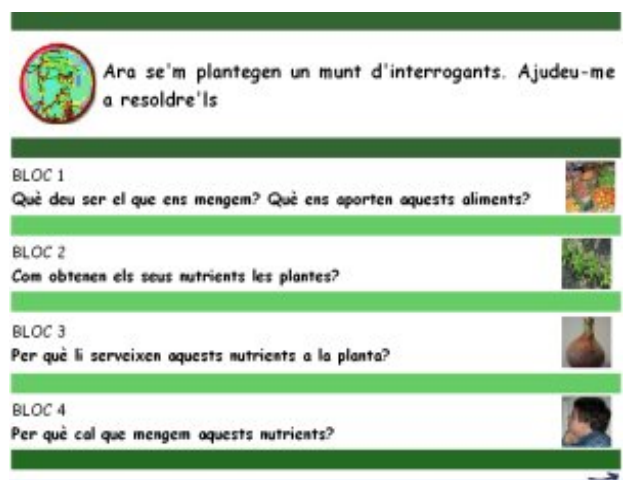 Ara se'm plantegen un munt d'interrogants. Ajudeu-me
a resoldre'ls
BLOC 1
Què deu ser el que ens mengem? Què ens aporten aquests aliments?
BLOC 2
Com obtenen els seus nutrients les plantes?
BLOC 3
Per què li serveixen aquests nutrients a la planta?
BLOC 4
Per què cal que mengem aquests nutrients?